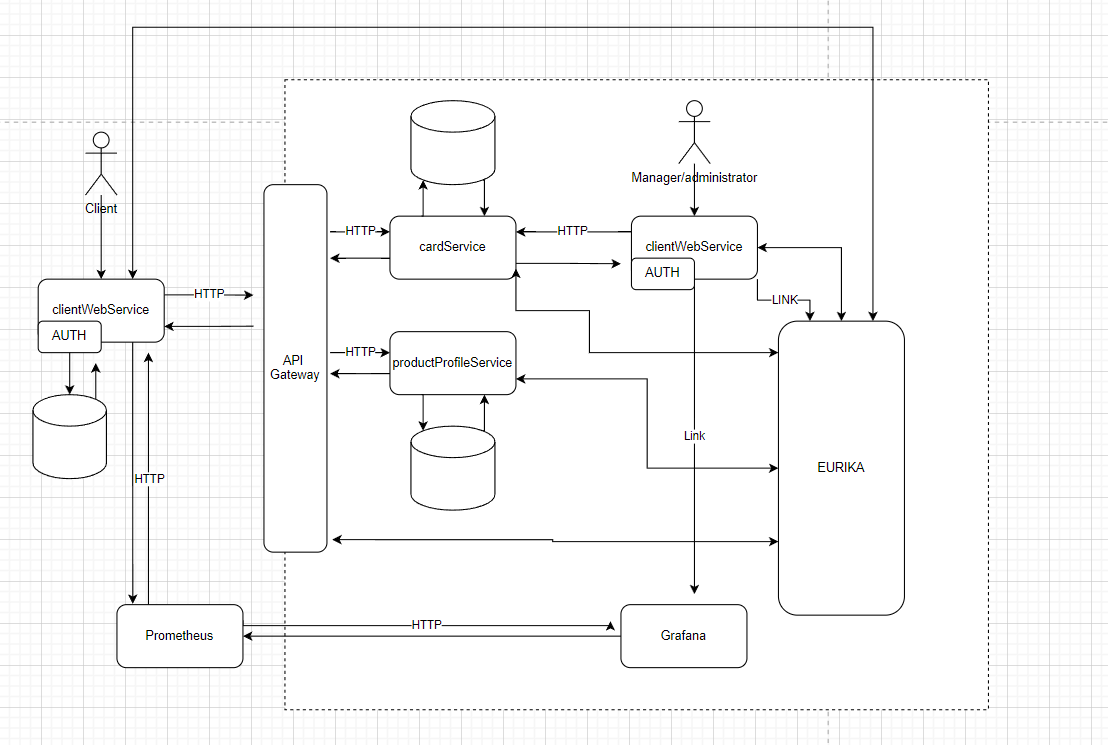 Client
Manager/administrator
HTTP
cardService
HTTP
clientWebService
AUTH
HTTP
clientWebService
AUTH
LINK
API
Gateway
HTTP
productProfileService
Link
EURIKA
HTTP
Prometheus
HTTP
Grafana